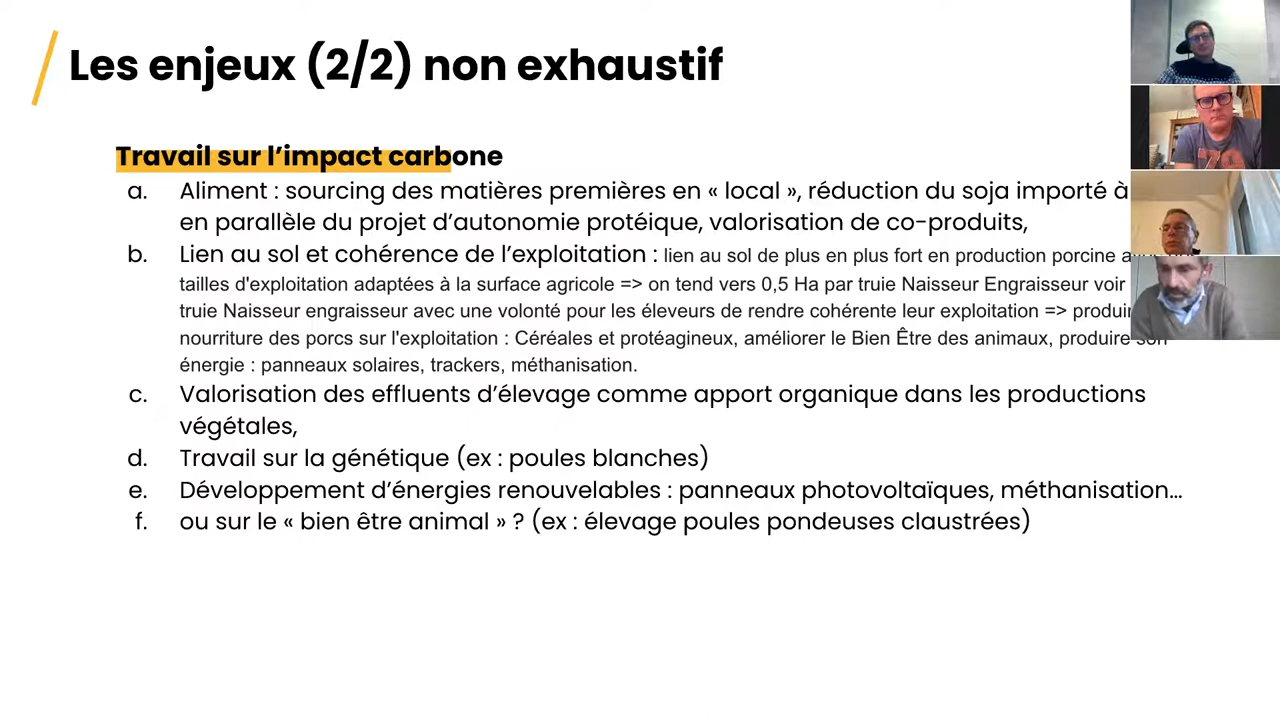 Les enjeux (2/2) non exhaustif
Travail sur l’impact carbone
a. Aliment : sourcing des matières premières en « local », réduction du soja importé à
en parallèle du projet d’autonomie protéique, valorisation de co-produits,
b. Lien au sol et cohérence de l’exploitation : lien au sol de plus en plus fort en production porcine
tailles d'exploitation adaptées à la surface agricole => on tend vers 0,5 Ha par truie Naisseur Engraisseur voir
truie Naisseur engraisseur avec une volonté pour les éleveurs de rendre cohérente leur exploitation =>
nourriture des porcs sur l'exploitation : Céréales et protéagineux, améliorer le Bien Être des animaux, produire son
énergie : panneaux solaires, trackers, méthanisation.
c. Valorisation des effluents d’élevage comme apport organique dans les productions
végétales,
d. Travail sur la génétique (ex : poules blanches)
e. Développement d’énergies renouvelables : panneaux photovoltaïques, méthanisation…
f. ou sur le « bien être animal » ? (ex : élevage poules pondeuses claustrées)